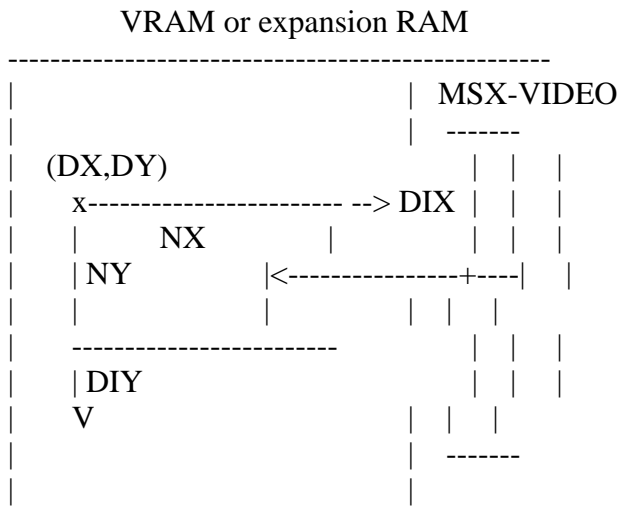 VRAM or expansion RAM
----------------------------------------------------
| | MSX-VIDEO
| | -------
| (DX,DY) | | |
| x------------------------ --> DIX | | |
| | NX | | | |
| | NY |<----------------+----| |
| | | | | |
| ------------------------- | | |
| | DIY | | |
| V | | |
| | -------
| |